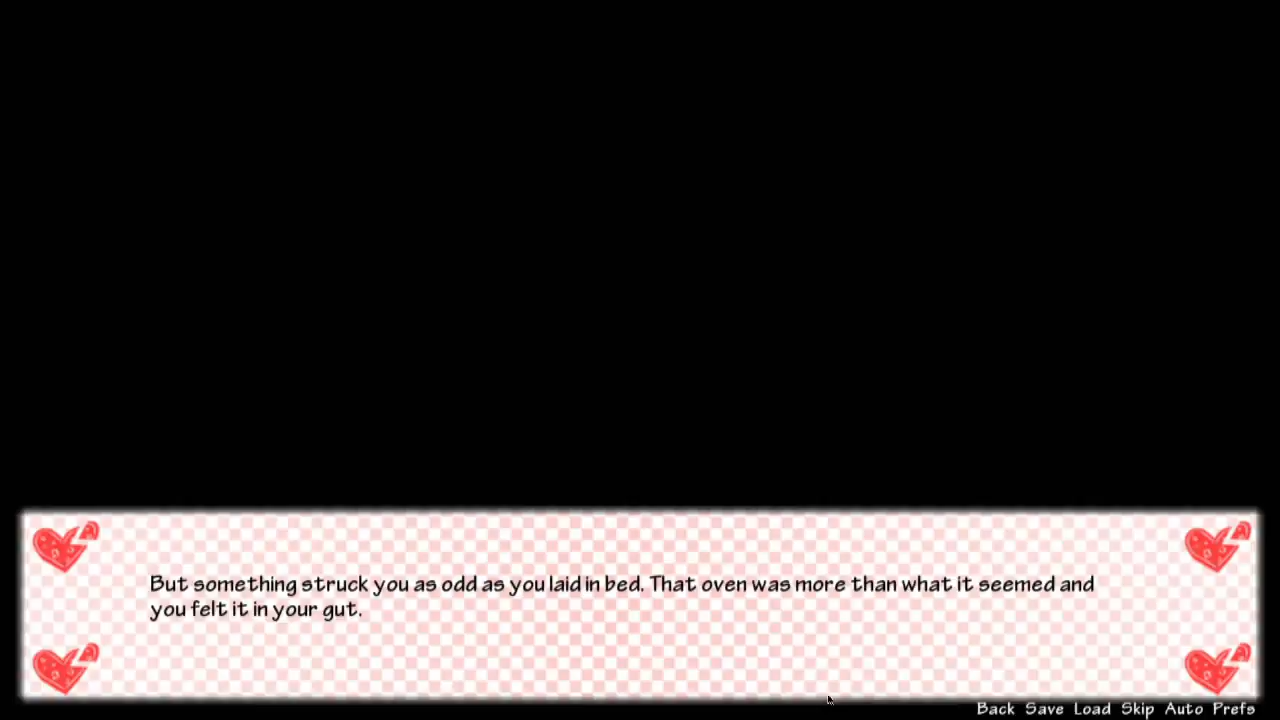 But something struck you as odd as you laid in bed. That oven was more than what it seemed and
you felt it in your gut.
Back Save Load Skip Auto Prefs